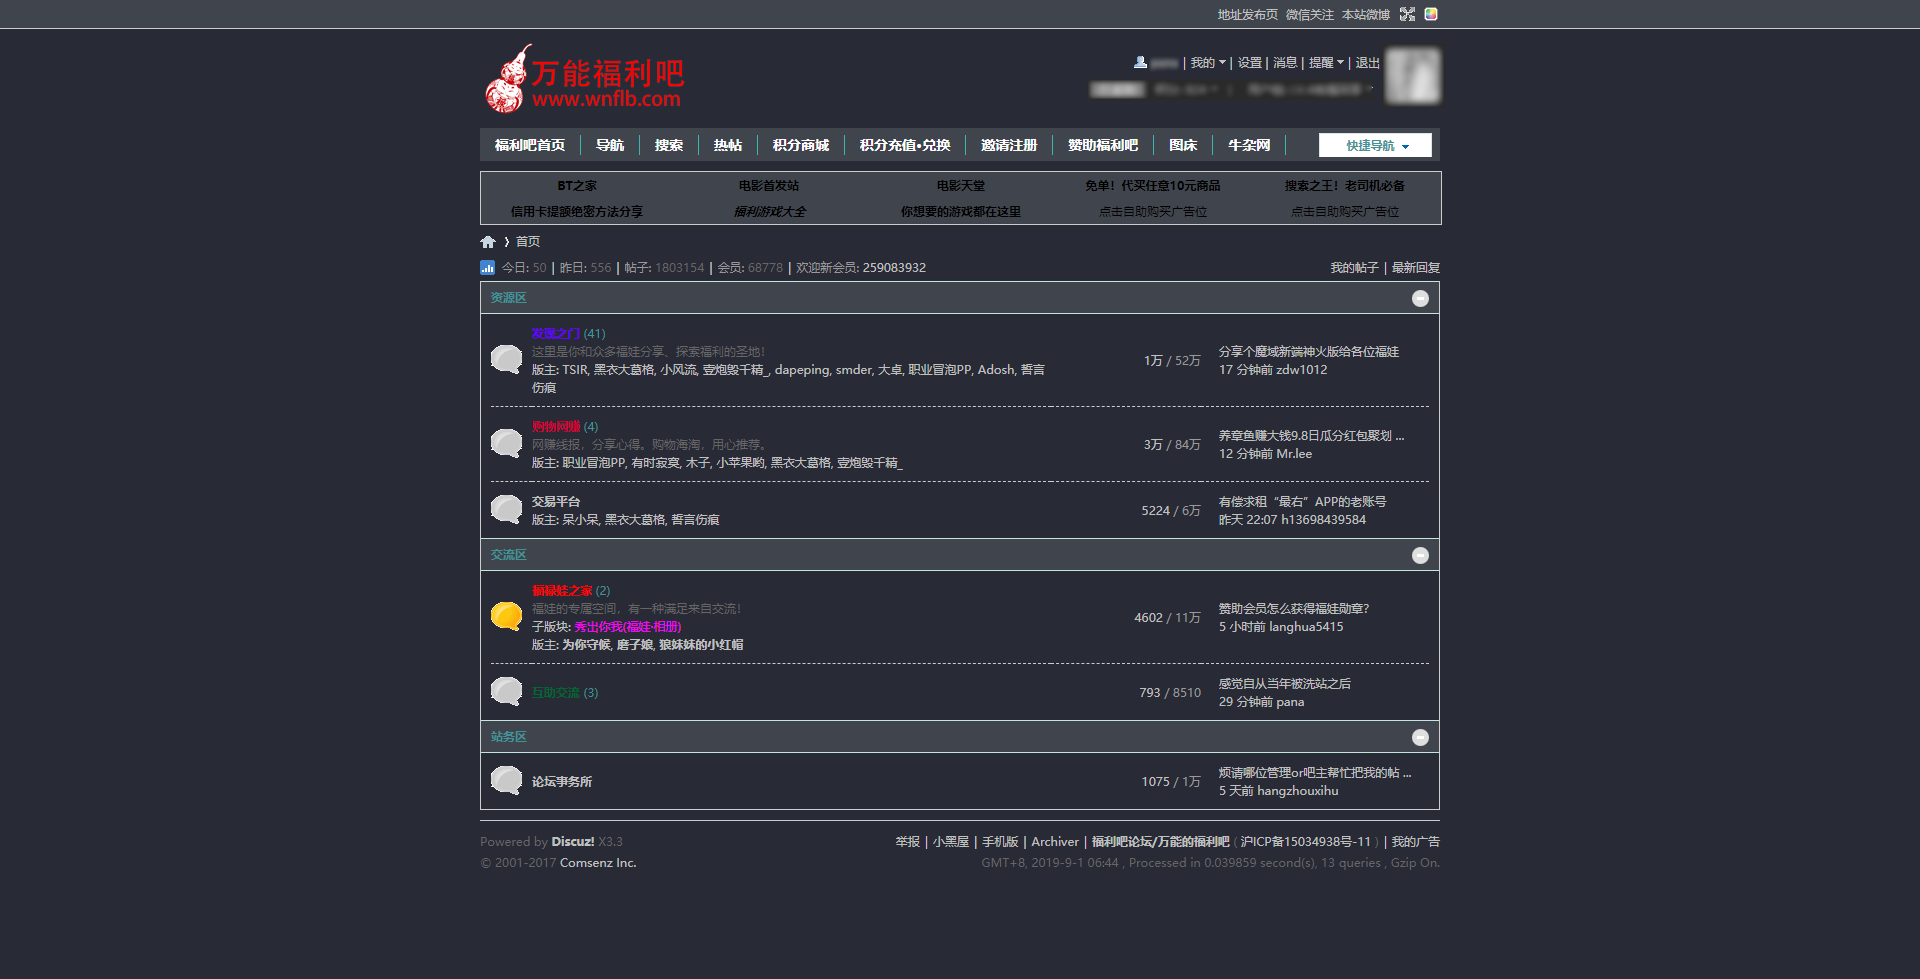 地址发布页 微信关注 本站微博
万能福利吧
www.wnflb.com
| 我的 | 设置 | 消息 | 提醒 | 退出
福利吧首页 导航 搜索 热帖 积分商城 积分充值•兑换 邀请注册 赞助福利吧 图床 牛杂网 快捷导航
BT之家 电影首发站 电影天堂 免单！代买任意10元商品 搜索之王！老司机必备
信用卡提额绝密方法分享 福利游戏大全 你想要的游戏都在这里 点击自助购买广告位 点击自助购买广告位
首页
今日: 50 | 昨日: 556 | 帖子: 1803154 | 会员: 68778 | 欢迎新会员: 259083932 我的帖子 | 最新回复
资源区
发现之门 (41)
这里是你和众多福娃分享、探索福利的圣地！
版主: TSIR, 黑衣大葛格, 小风流, 壹炮毁千精_, dapeping, smder, 大卓, 职业冒泡PP, Adosh, 誓言
伤痕
1万 / 52万
分享个魔域新端神火版给各位福娃
17 分钟前 zdw1012
购物网赚 (4)
网赚线报，分享心得。购物海淘，用心推荐。
版主: 职业冒泡PP, 有时寂寞, 木子, 小苹果哟, 黑衣大葛格, 壹炮毁千精_
3万 / 84万
养章鱼赚大钱9.8日瓜分红包聚划 ...
12 分钟前 Mr.lee
交易平台
版主: 呆小呆, 黑衣大葛格, 誓言伤痕
5224 / 6万
有偿求租“最右”APP的老账号
昨天 22:07 h13698439584
交流区
福禄娃之家 (2)
福娃的专属空间，有一种满足来自交流！
子版块: 秀出你我(福娃·相册)
版主: 为你守候, 磨子娘, 狼妹妹的小红帽
4602 / 11万
赞助会员怎么获得福娃勋章？
5 小时前 langhua5415
互助交流 (3)
793 / 8510
感觉自从当年被洗站之后
29 分钟前 pana
站务区
论坛事务所
1075 / 1万
烦请哪位管理or吧主帮忙把我的帖 ...
5 天前 hangzhouxihu
Powered by Discuz! X3.3
举报 | 小黑屋 | 手机版 | Archiver | 福利吧论坛/万能的福利吧 ( 沪ICP备15034938号-11 ) | 我的广告
© 2001-2017 Comsenz Inc.
GMT+8, 2019-9-1 06:44 , Processed in 0.039859 second(s), 13 queries , Gzip On.